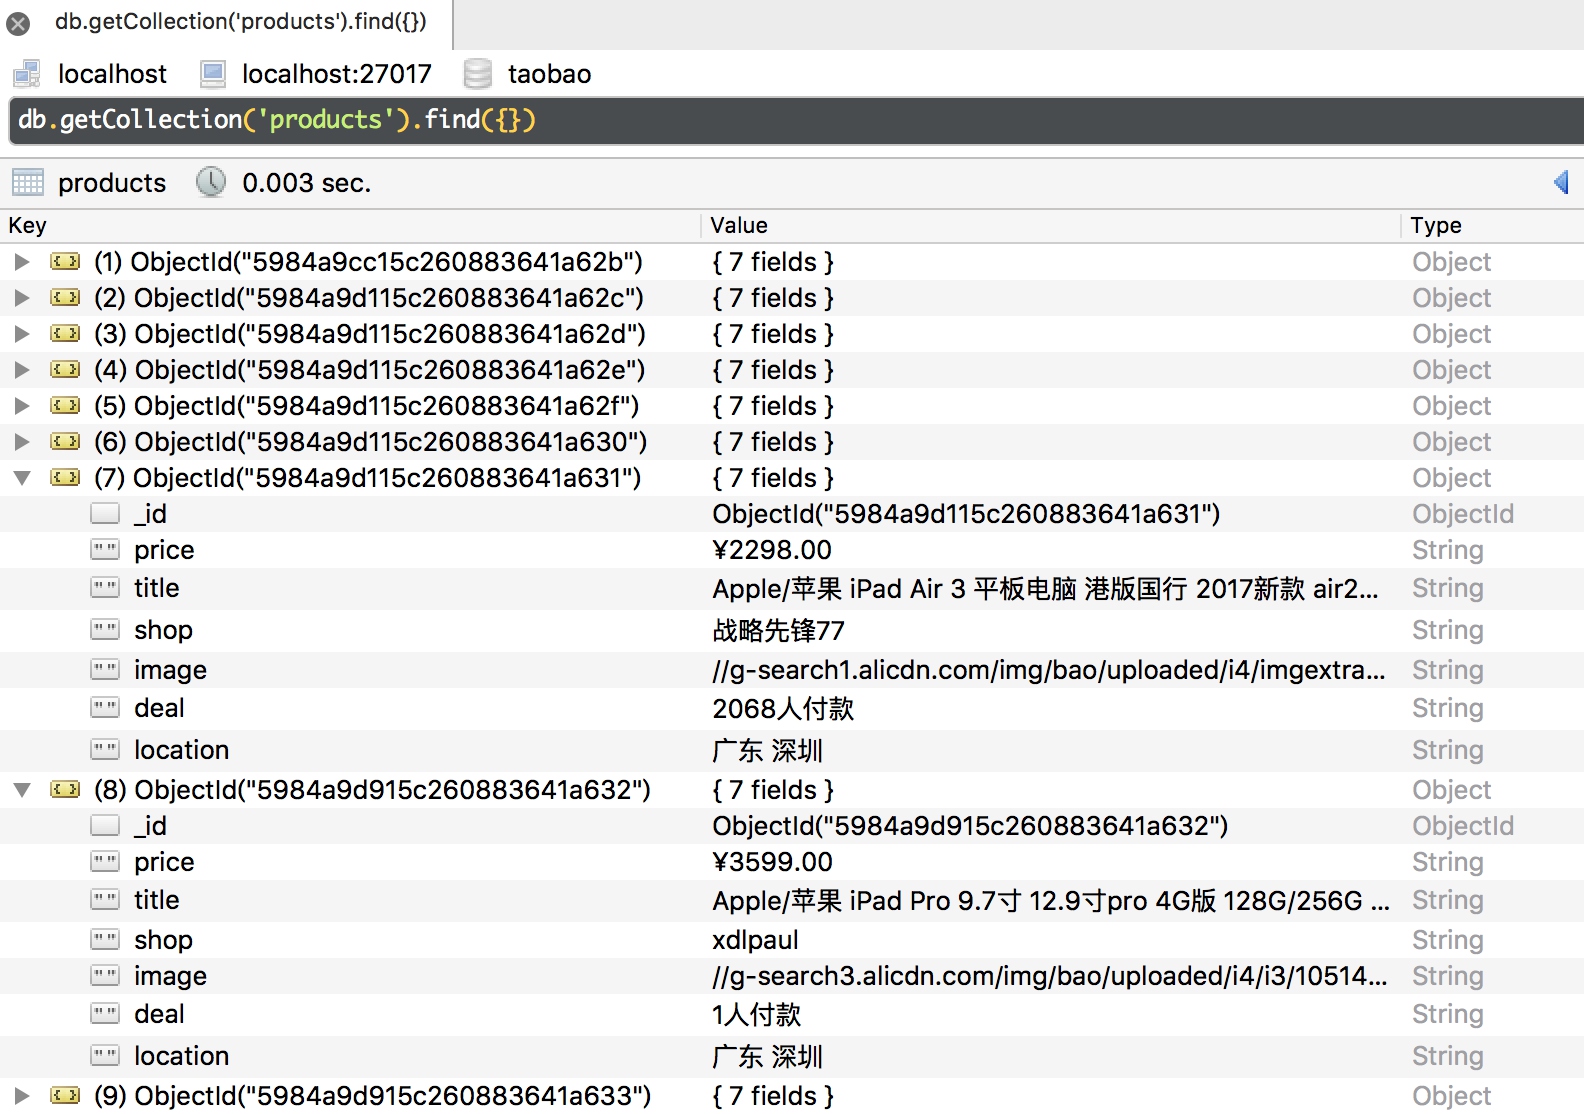 db.getCollection('products').find({})
localhost localhost:27017 taobao
db.getCollection('products').find({})
products 0.003 sec.
Key Value Type
(1) ObjectId("5984a9cc15c260883641a62b") { 7 fields } Object
(2) ObjectId("5984a9d115c260883641a62c") { 7 fields } Object
(3) ObjectId("5984a9d115c260883641a62d") { 7 fields } Object
(4) ObjectId("5984a9d115c260883641a62e") { 7 fields } Object
(5) ObjectId("5984a9d115c260883641a62f") { 7 fields } Object
(6) ObjectId("5984a9d115c260883641a630") { 7 fields } Object
(7) ObjectId("5984a9d115c260883641a631") { 7 fields } Object
_id ObjectId("5984a9d115c260883641a631") ObjectId
price ¥2298.00 String
title Apple/苹果 iPad Air 3 平板电脑 港版国行 2017新款 air2... String
shop 战略先锋77 String
image //g-search1.alicdn.com/img/bao/uploaded/i4/imgextra... String
deal 2068人付款 String
location 广东 深圳 String
(8) ObjectId("5984a9d915c260883641a632") { 7 fields } Object
_id ObjectId("5984a9d915c260883641a632") ObjectId
price ¥3599.00 String
title Apple/苹果 iPad Pro 9.7寸 12.9寸pro 4G版 128G/256G ... String
shop xdlpaul String
image //g-search3.alicdn.com/img/bao/uploaded/i4/i3/10514... String
deal 1人付款 String
location 广东 深圳 String
(9) ObjectId("5984a9d915c260883641a633") { 7 fields } Object